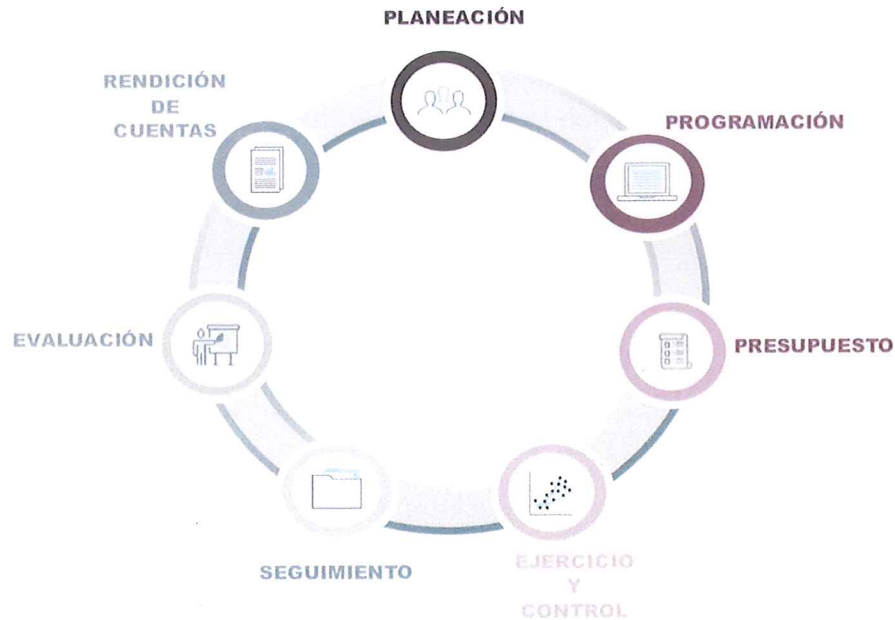 PLANEACIÓN
PROGRAMACIÓN
PRESUPUESTO
EJERCICIO
Y
CONTROL
SEGUIMIENTO
EVALUACIÓN
RENDICIÓN
DE
CUENTAS